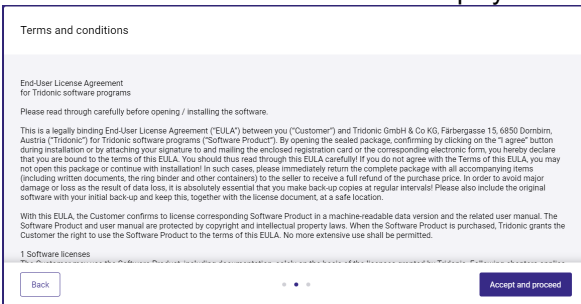 Terms and conditions
End-User License Agreement
for Tridonic software programs
Please read through carefully before opening / installing the software.
This is a legally binding End-User License Agreement ("EULA") between you ("Customer") and Tridonic GmbH & Co KG, Färbergasse 15, 6850 Dornbirn,
Austria ("Tridonic") for Tridonic software programs ("Software Product"). By opening the sealed package, confirming by clicking on the "I agree" button
during installation or by attaching your signature to and mailing the enclosed registration card or the corresponding electronic form, you hereby declare
that you are bound to the terms of this EULA. You should thus read through this EULA carefully! If you do not agree with the Terms of this EULA, you may
not open this package or continue with installation! In such cases, please immediately return the complete package with all accompanying items
(including written documents, the ring binder and other containers) to the seller to receive a full refund of the purchase price. In order to avoid major
damage or loss as the result of data loss, it is absolutely essential that you make back-up copies at regular intervals! Please also include the original
software with your initial back-up and keep this, together with the license document, at a safe location.
With this EULA, the Customer confirms to license corresponding Software Product in a machine-readable data version and the related user manual. The
Software Product and user manual are protected by copyright and intellectual property laws. When the Software Product is purchased, Tridonic grants the
Customer the right to use the Software Product to the terms of this EULA. No more extensive use shall be permitted.
1 Software licenses
Back
Accept and proceed